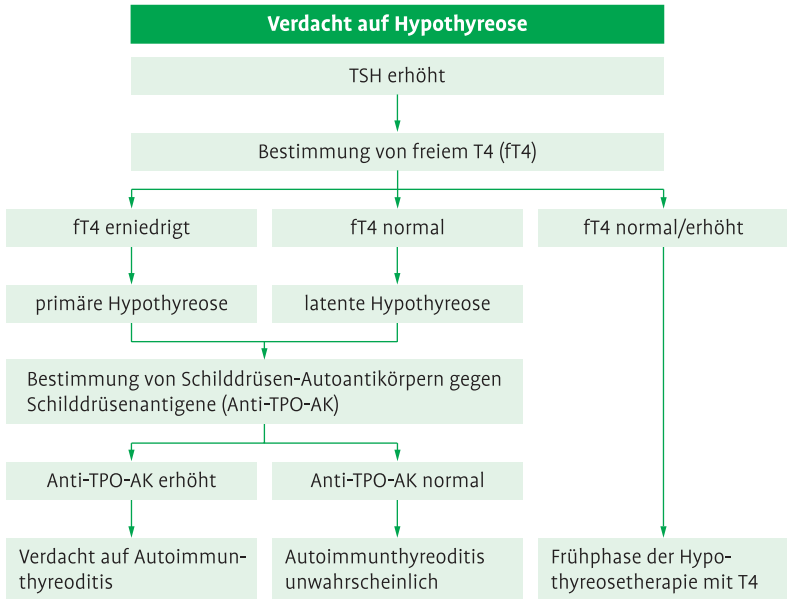 Verdacht auf Hypothyreose
TSH erhöht
Bestimmung von freiem T4 (fT4)
fT4 erniedrigt
fT4 normal
fT4 normal/erhöht
primäre Hypothyreose
latente Hypothyreose
Bestimmung von Schilddrüsen-Autoantikörpern gegen
Schilddrüsenantigene (Anti-TPO-AK)
Anti-TPO-AK erhöht
Anti-TPO-AK normal
Verdacht auf Autoimmun-
thyreoditis
Autoimmunthyreoditis
unwahrscheinlich
Frühphase der Hypo-
thyreosetherapie mit T4